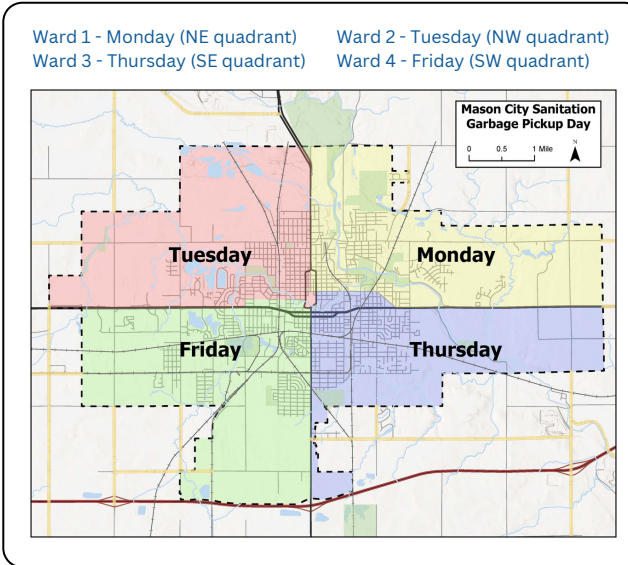 Ward 1 - Monday (NE quadrant)
Ward 2 - Tuesday (NW quadrant)
Ward 3 - Thursday (SE quadrant)
Ward 4 - Friday (SW quadrant)
Mason City Sanitation
Garbage Pickup Day
N
0 0.5 1 Mile
Tuesday
Monday
Friday
Thursday